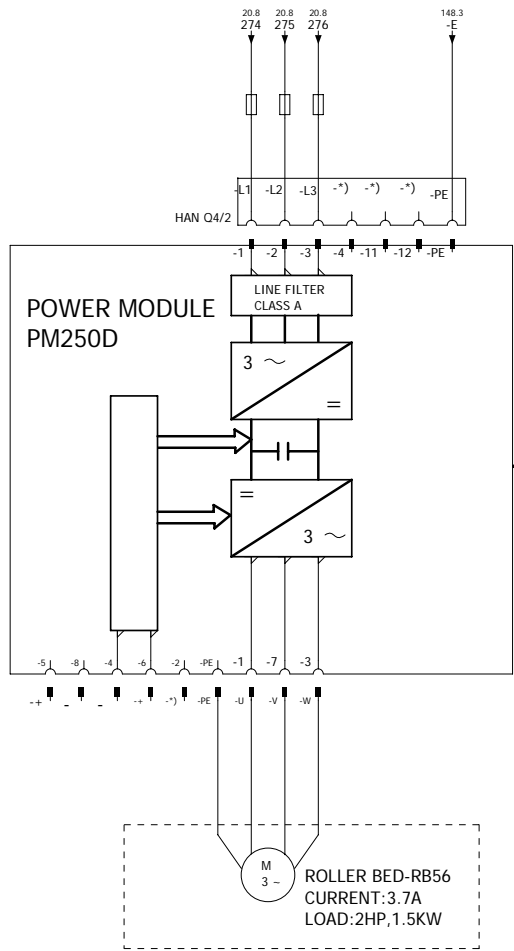 20.8 20.8 20.8 148.3
274 275 276 -E
-L1 -L2 -L3 -*) -*) -*) -PE
HAN Q4/2
-1 -2 -3 -4 -11 -12 -PE
LINE FILTER
CLASS A
POWER MODULE
PM250D
3 ~
=
=
3 ~
-5 -8 -4 -6 -2 -PE -1 -7 -3
-+ - - -+ -*) -PE -U -V -W
M
3 ~
ROLLER BED-RB56
CURRENT:3.7A
LOAD:2HP,1.5KW